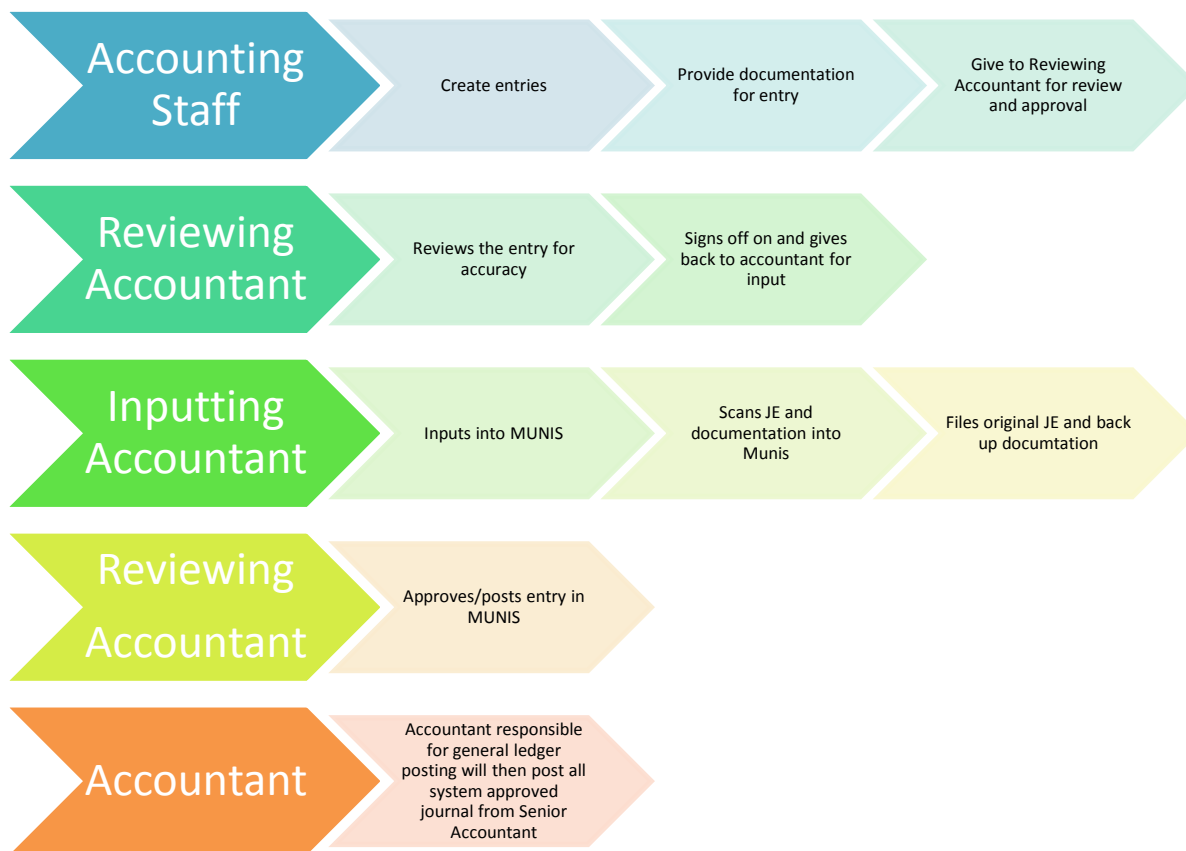 Accounting
Staff
Create entries
Provide documentation
for entry
Give to Reviewing
Accountant for review
and approval
Reviewing
Accountant
Reviews the entry for
accuracy
Signs off on and gives
back to accountant for
input
Inputting
Accountant
Inputs into MUNIS
Scans JE and
documentation into
Munis
Files original JE and back
up documtation
Reviewing
Accountant
Approves/posts entry in
MUNIS
Accountant
Accountant responsible
for general ledger
posting will then post all
system approved
journal from Senior
Accountant